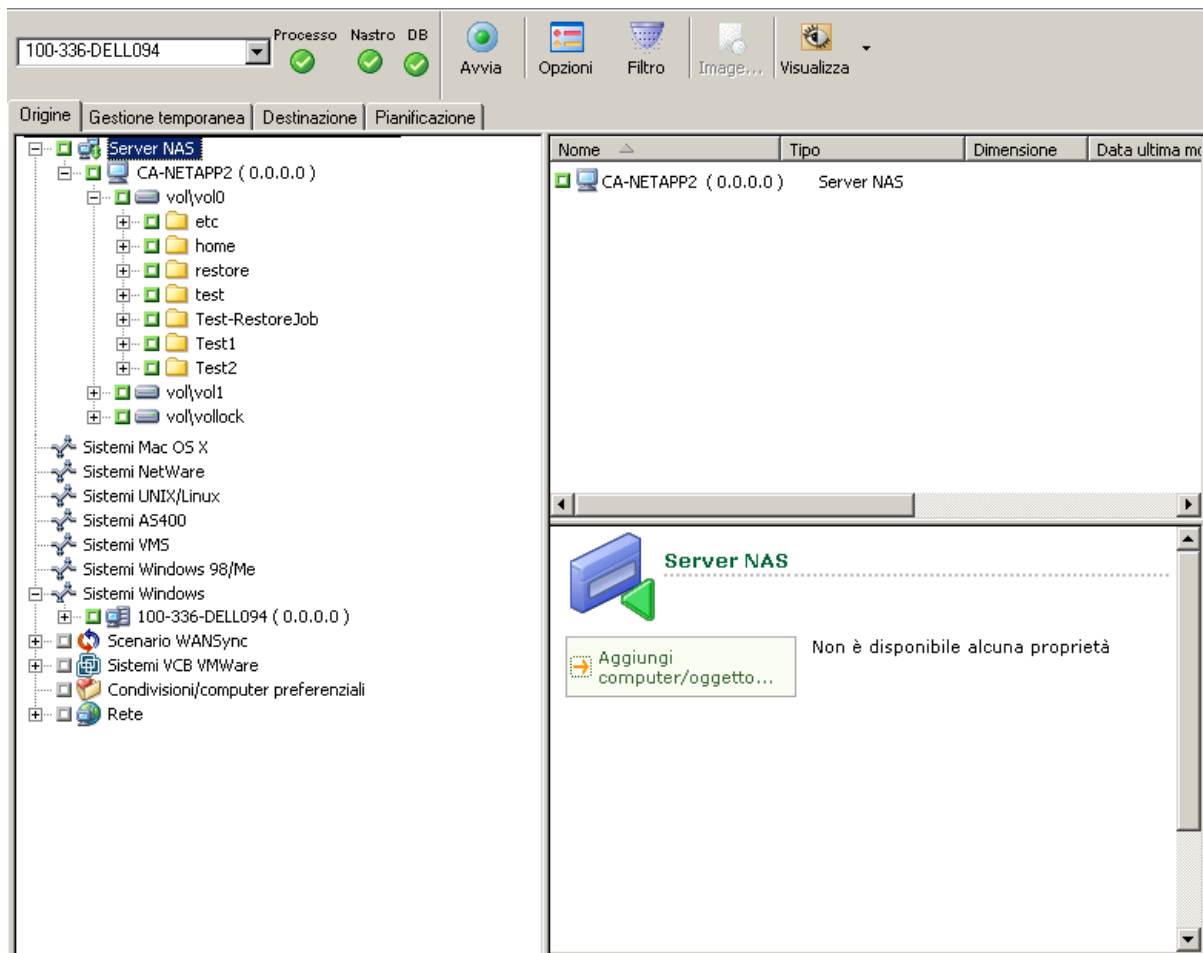 100-336-DELL094
Processo Nastro DB
Avvia Opzioni Filtro Image... Visualizza
Origine Gestione temporanea Destinazione Pianificazione
Server NAS
CA-NETAPP2 ( 0.0.0.0 )
vol\vol0
etc
home
restore
test
Test-RestoreJob
Test1
Test2
vol\vol1
vol\vollock
Sistemi Mac OS X
Sistemi NetWare
Sistemi UNIX/Linux
Sistemi AS400
Sistemi VMS
Sistemi Windows 98/Me
Sistemi Windows
100-336-DELL094 ( 0.0.0.0 )
Scenario WANSync
Sistemi VCB VMWare
Condivisioni/computer preferenziali
Rete
Nome Tipo Dimensione Data ultima mo
CA-NETAPP2 ( 0.0.0.0 ) Server NAS
Server NAS
Aggiungi
computer/oggetto...
Non è disponibile alcuna proprietà